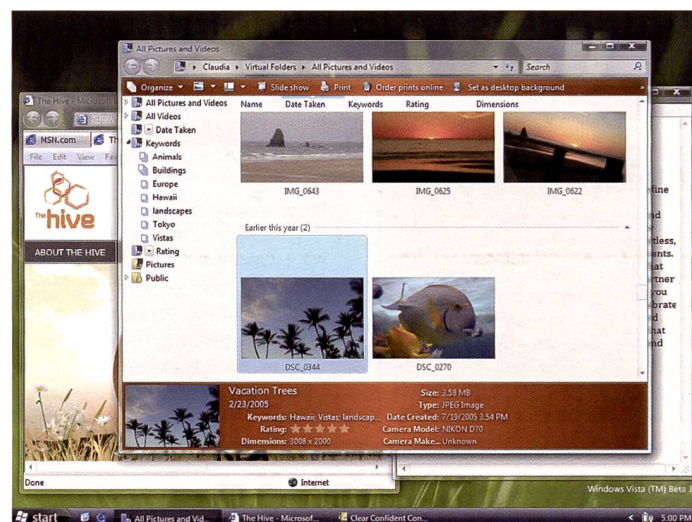 All Pictures and Videos
Claudia › Virtual Folders › All Pictures and Videos
Search
Organize
Slide show
Print
Order prints online
Set as desktop background
»
The Hive - Microsoft
MSN.com
File Edit View Fav
The hive
ABOUT THE HIVE
All Pictures and Videos
All Videos
Date Taken
Keywords
Animals
Buildings
Europe
Hawaii
landscapes
Tokyo
Vistas
Rating
Pictures
Public
Name Date Taken Keywords Rating Dimensions
IMG_0643 IMG_0625 IMG_0622
Earlier this year (2)
DSC_0344 DSC_0270
Vacation Trees
2/23/2005
Keywords: Hawaii; Vistas; landscap...
Rating:
Dimensions: 3008 x 2000
Size: 3.58 MB
Type: JPEG Image
Date Created: 7/19/2005 3:54 PM
Camera Model: NIKON D70
Camera Make... Unknown
Done Internet
Windows Vista (TM) Beta
start All Pictures and Vid... The Hive - Microsof... Clear Confident Con... 5:00 PM